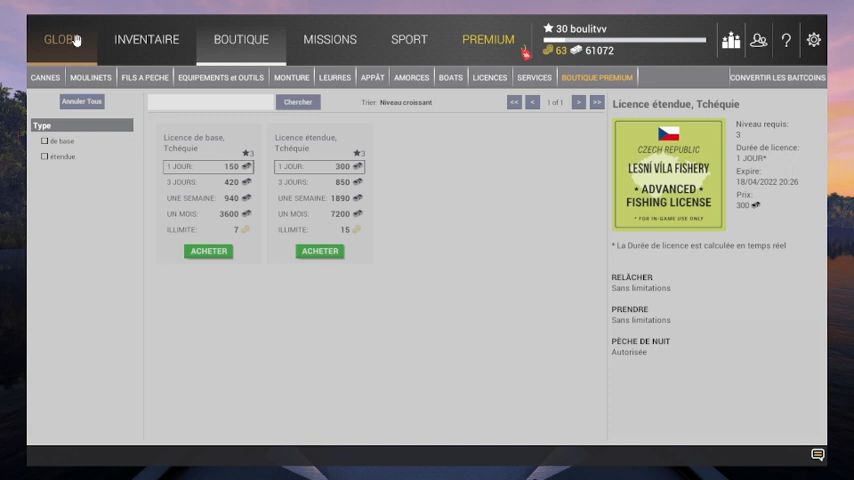 GLOB
INVENTAIRE
BOUTIQUE
MISSIONS
SPORT
PREMIUM
★ 30 boulitvv
63 61072
?
CANNES
MOULINETS
FILS A PECHE
EQUIPEMENTS et OUTILS
MONTURE
LEURRES
APPÂT
AMORCES
BOATS
LICENCES
SERVICES
BOUTIQUE PREMIUM
CONVERTIR LES BAITCOINS
Annuler Tous
Chercher
Trier: Niveau croissant
<< < 1 of 1 > >>
Type
de base
étendue
Licence de base,
Tchéquie
★3
1 JOUR: 150
3 JOURS: 420
UNE SEMAINE: 940
UN MOIS: 3600
ILLIMITE: 7
ACHETER
Licence étendue,
Tchéquie
★3
1 JOUR: 300
3 JOURS: 850
UNE SEMAINE: 1890
UN MOIS: 7200
ILLIMITE: 15
ACHETER
Licence étendue, Tchéquie
CZECH REPUBLIC
LESNÍ VÍLA FISHERY
• ADVANCED •
FISHING LICENSE
* FOR IN-GAME USE ONLY
Niveau requis:
3
Durée de licence:
1 JOUR*
Expire:
18/04/2022 20:26
Prix:
300
* La Durée de licence est calculée en temps réel
RELÂCHER
Sans limitations
PRENDRE
Sans limitations
PÊCHE DE NUIT
Autorisée